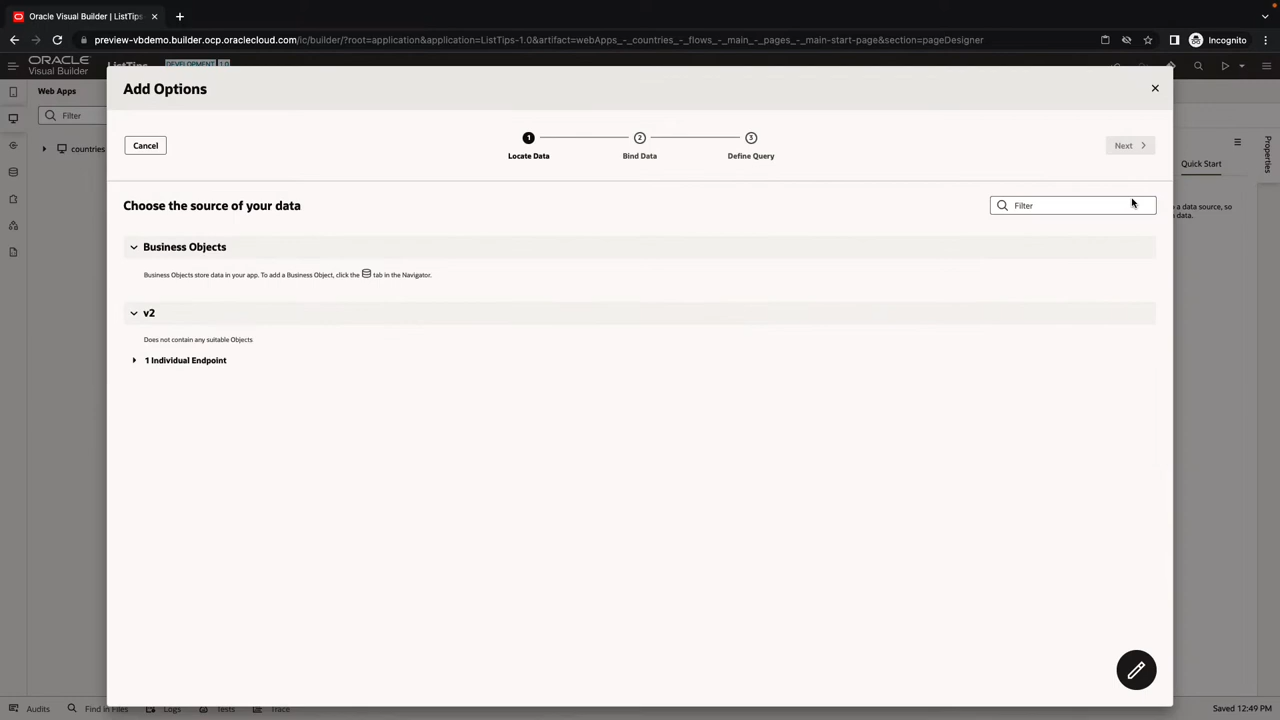 Oracle Visual Builder | ListTips
preview-vbdemo.builder.ocp.oraclecloud.com/ic/builder/?root=application&application=ListTips-1.0&artifact=webApps_-_countries_-_flows_-_main_-_pages_-_main-start-page&section=pageDesigner
Incognito
ORACLE
Visual Builder
DEVELOPMENT 1.0
Web Apps
Filter
countries
Add Options
Cancel
1
2
3
Locate Data
Bind Data
Define Query
Next
Choose the source of your data
Filter
Business Objects
Business Objects store data in your app. To add a Business Object, click the tab in the Navigator.
v2
Does not contain any suitable Objects
1 Individual Endpoint
Quick Start
Properties
a data source, so
n data.
Audits
Find in Files
Logs
Tests
Trace
Saved 12:49 PM